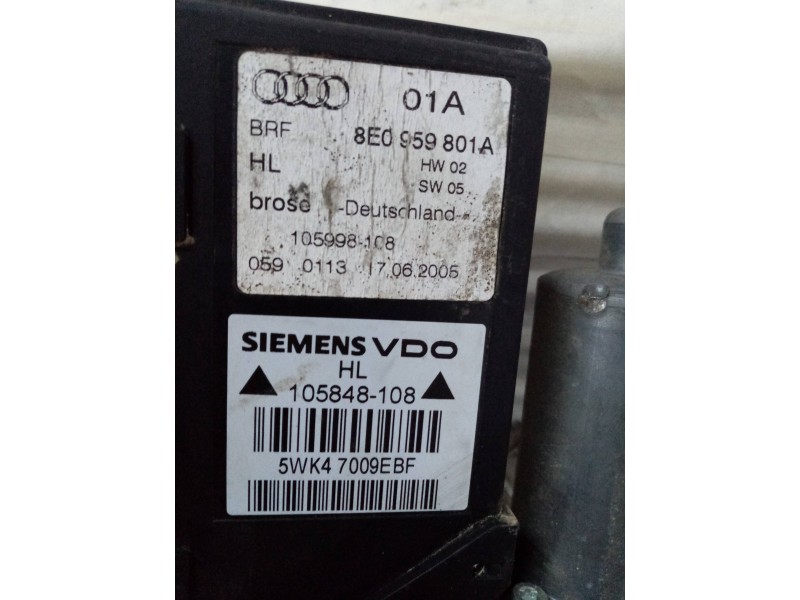 01A
BRF 8E0 959 801A
HL HW 02
SW 05
brose -Deutschland-
105998-108
059 0113 17.06.2005
SIEMENS VDO
HL
105848-108
5WK4 7009EBF